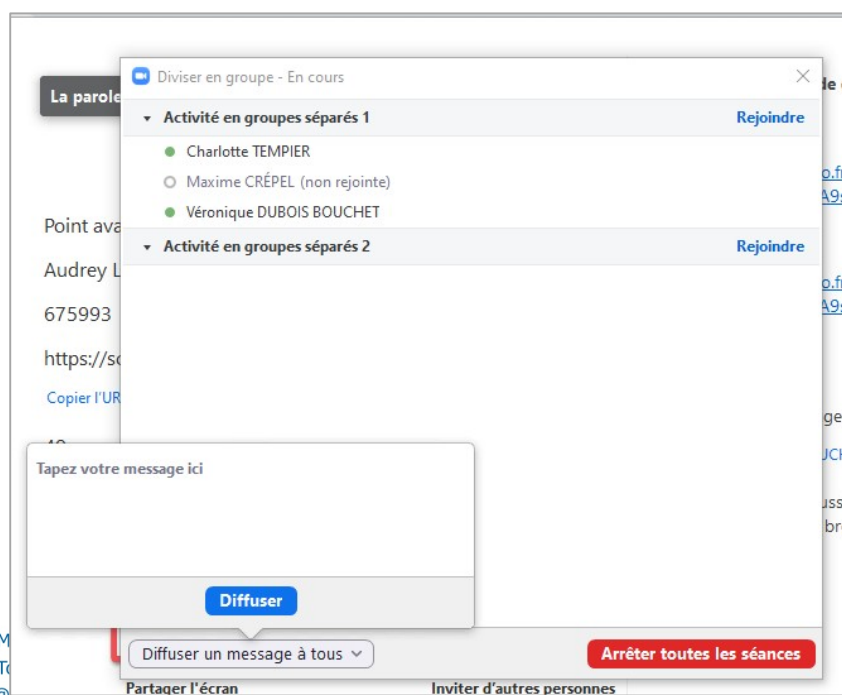 Diviser en groupe - En cours
La parole
Activité en groupes séparés 1 Rejoindre
Charlotte TEMPIER
Maxime CRÉPEL (non rejointe)
Véronique DUBOIS BOUCHET
Point ava
Activité en groupes séparés 2 Rejoindre
Audrey L
675993
https://sc
Copier l'UR
Tapez votre message ici
Diffuser
Diffuser un message à tous
Arrêter toutes les séances
Partager l'écran
Inviter d'autres personnes